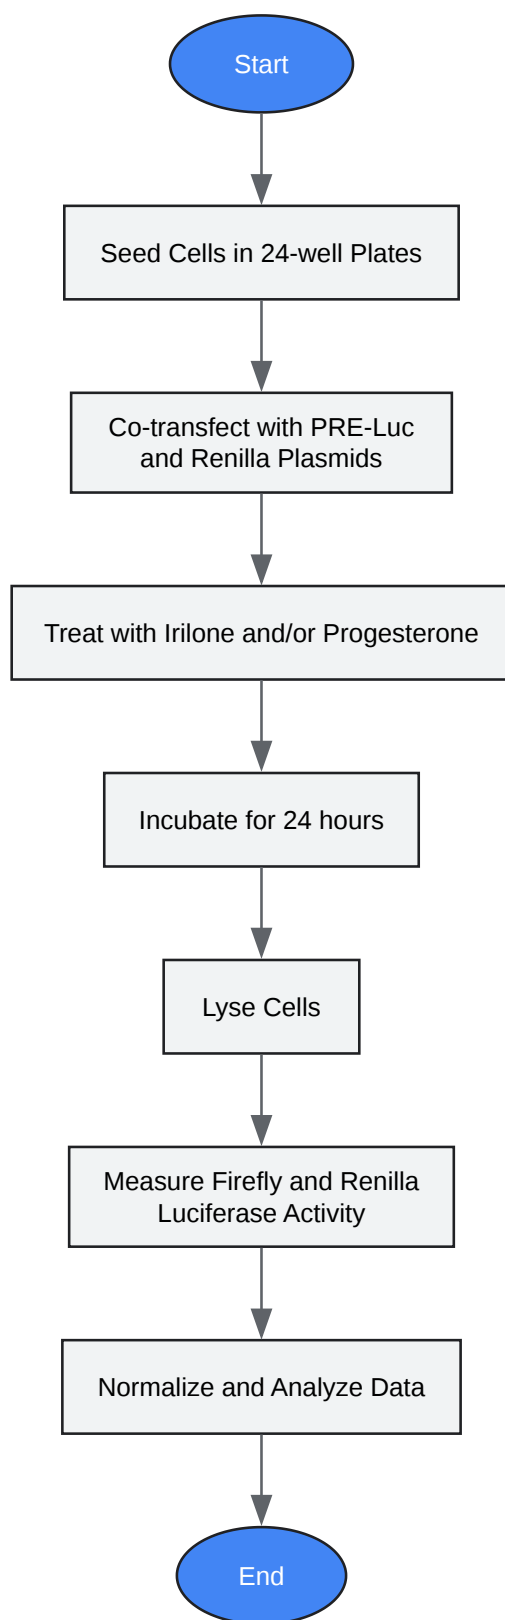 Start
Seed Cells in 24-well Plates
Co-transfect with PRE-Luc
and Renilla Plasmids
Treat with Irilone and/or Progesterone
Incubate for 24 hours
Lyse Cells
Measure Firefly and Renilla
Luciferase Activity
Normalize and Analyze Data
End